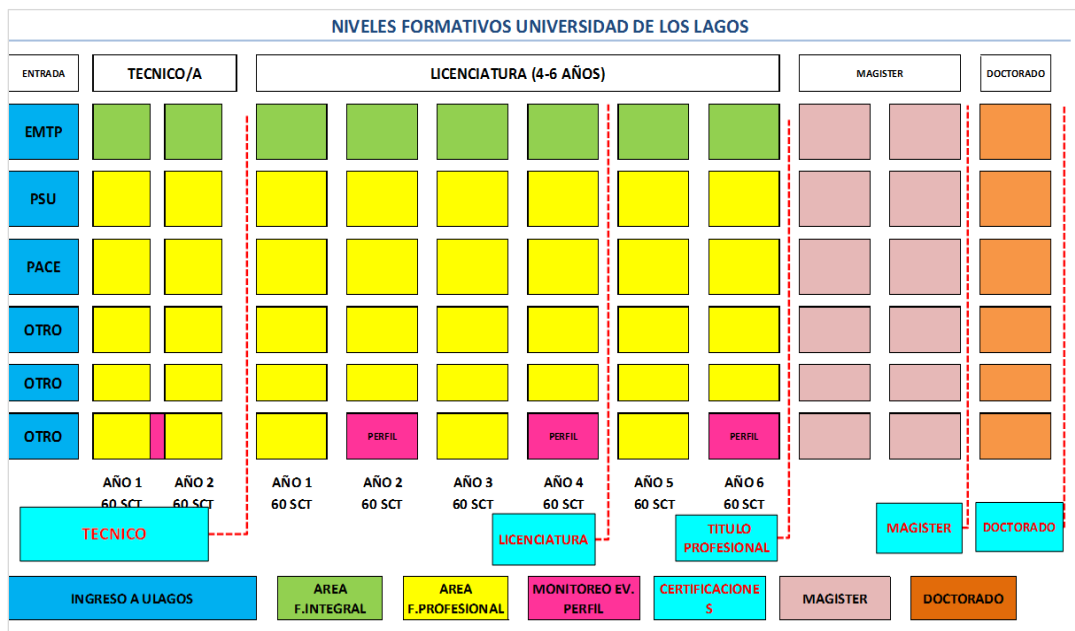 NIVELES FORMATIVOS UNIVERSIDAD DE LOS LAGOS
ENTRADA
TECNICO/A
LICENCIATURA (4-6 AÑOS)
MAGISTER
DOCTORADO
EMTP
PSU
PACE
OTRO
OTRO
OTRO
PERFIL
PERFIL
PERFIL
AÑO 1
60 SCT
AÑO 2
60 SCT
AÑO 1
60 SCT
AÑO 2
60 SCT
AÑO 3
60 SCT
AÑO 4
60 SCT
AÑO 5
60 SCT
AÑO 6
60 SCT
TECNICO
LICENCIATURA
TITULO
PROFESIONAL
MAGISTER
DOCTORADO
INGRESO A ULAGOS
AREA
F.INTEGRAL
AREA
F.PROFESIONAL
MONITOREO EV.
PERFIL
CERTIFICACIONE
S
MAGISTER
DOCTORADO